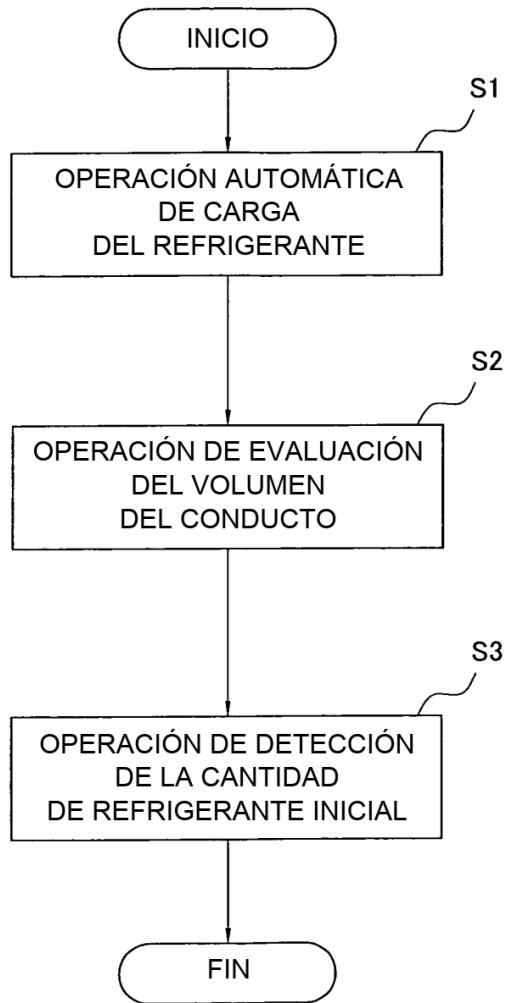 INICIO
S1
OPERACIÓN AUTOMÁTICA
DE CARGA
DEL REFRIGERANTE
S2
OPERACIÓN DE EVALUACIÓN
DEL VOLUMEN
DEL CONDUCTO
S3
OPERACIÓN DE DETECCIÓN
DE LA CANTIDAD
DE REFRIGERANTE INICIAL
FIN